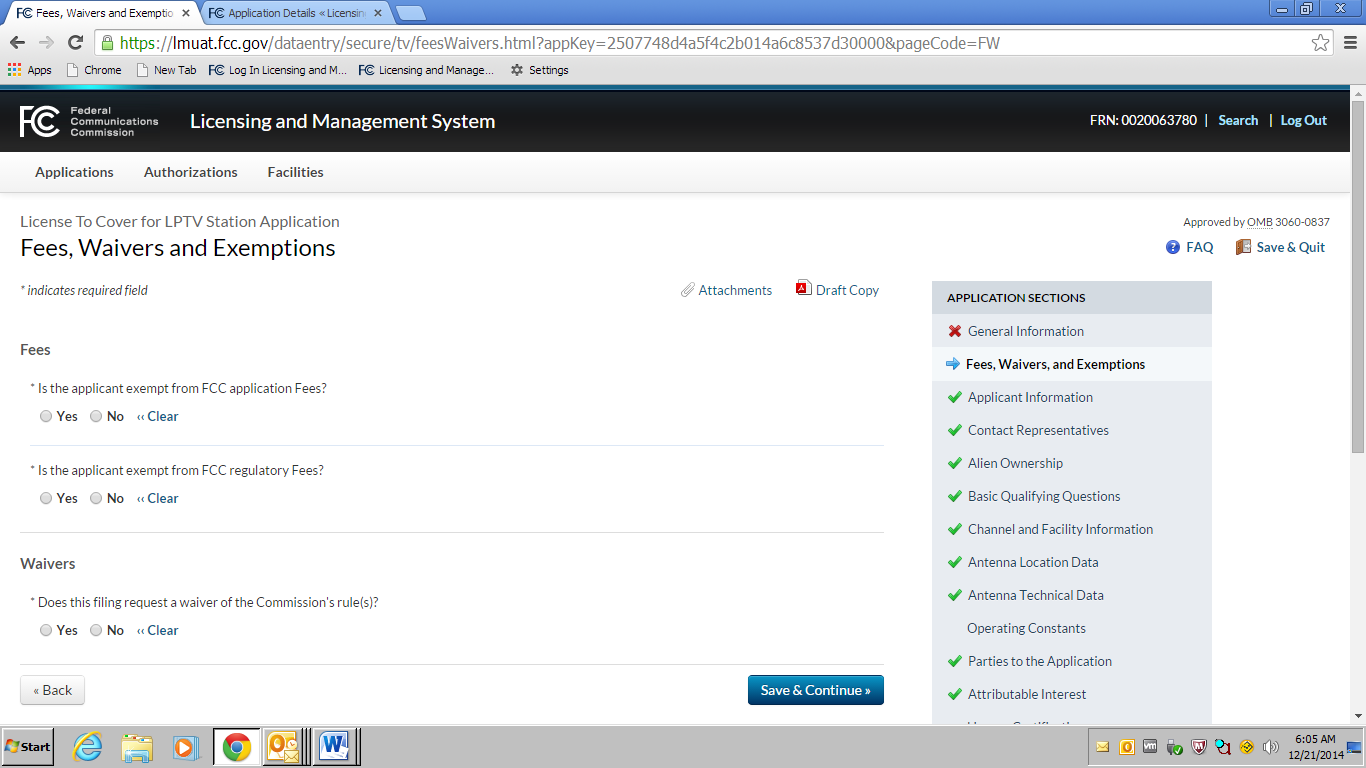 Fees, Waivers and Exemptio
Application Details « Licensin
https://lmuat.fcc.gov/dataentry/secure/tv/feesWaivers.html?appKey=2507748d4a5f4c2b014a6c8537d30000&pageCode=FW
Apps Chrome New Tab Log In Licensing and M... Licensing and Manage... Settings
FCC Federal Communications Commission
Licensing and Management System
FRN: 0020063780 | Search | Log Out
Applications Authorizations Facilities
License To Cover for LPTV Station Application
Approved by OMB 3060-0837
Fees, Waivers and Exemptions
FAQ Save & Quit
* indicates required field
Attachments Draft Copy
Fees
* Is the applicant exempt from FCC application Fees?
Yes No ‹‹ Clear
* Is the applicant exempt from FCC regulatory Fees?
Yes No ‹‹ Clear
Waivers
* Does this filing request a waiver of the Commission's rule(s)?
Yes No ‹‹ Clear
« Back
Save & Continue »
APPLICATION SECTIONS
General Information
Fees, Waivers, and Exemptions
Applicant Information
Contact Representatives
Alien Ownership
Basic Qualifying Questions
Channel and Facility Information
Antenna Location Data
Antenna Technical Data
Operating Constants
Parties to the Application
Attributable Interest
Start
6:05 AM
12/21/2014